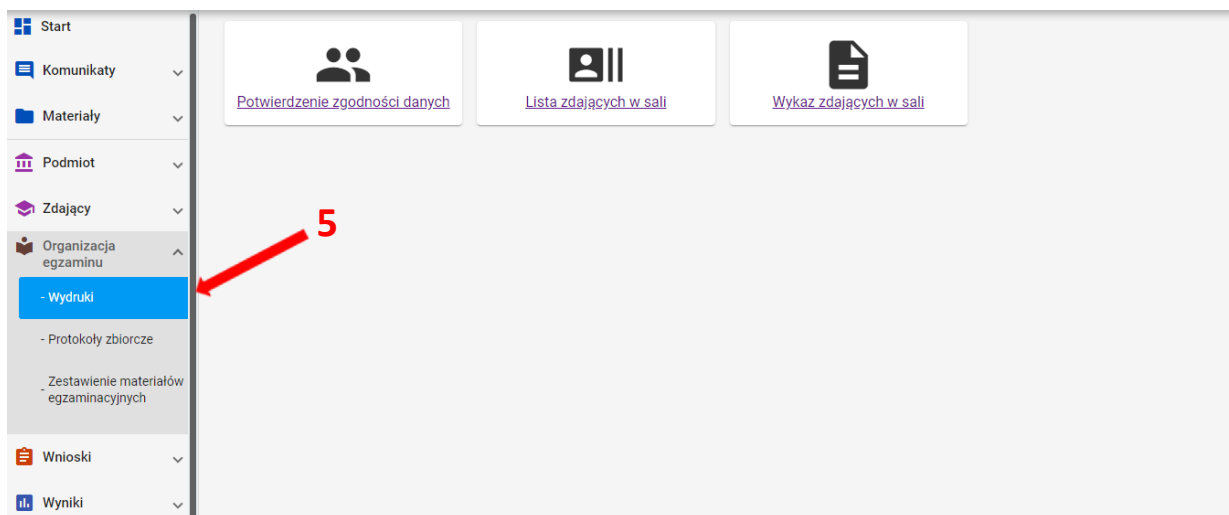 Start
Komunikaty
Materiały
Podmiot
Zdający
Organizacja
egzaminu
- Wydruki
- Protokoły zbiorcze
- Zestawienie materiałów
egzaminacyjnych
Wnioski
Wyniki
Potwierdzenie zgodności danych
Lista zdających w sali
Wykaz zdających w sali
5